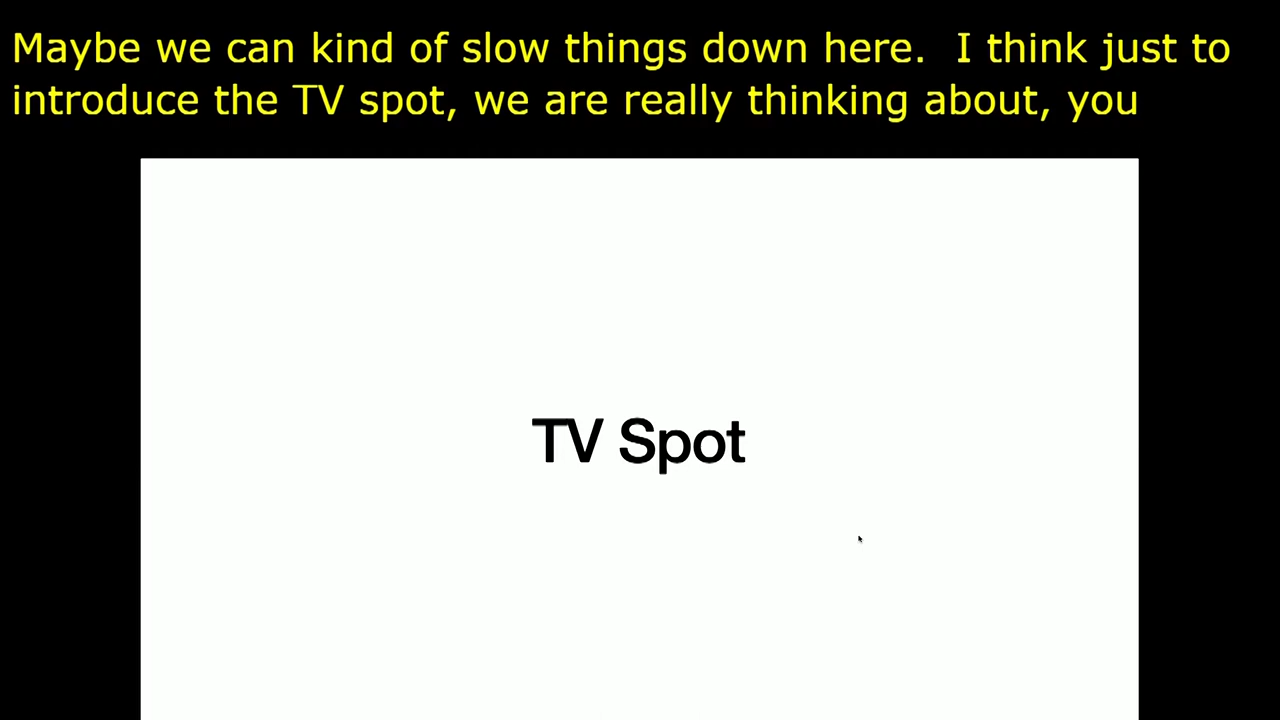 Maybe we can kind of slow things down here.  I think just to
introduce the TV spot, we are really thinking about, you
TV Spot